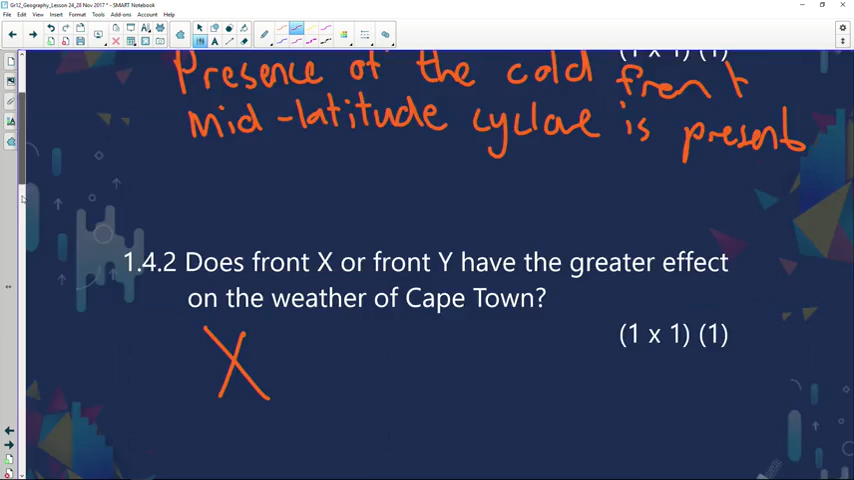 Gr12_Geography_Lesson 24_28 Nov 2017 * - SMART Notebook
File Edit View Insert Format Tools Add-ons Account Help
(1 x 1) (1)
Presence of the cold front
mid-latitude cyclone is present
1.4.2 Does front X or front Y have the greater effect
on the weather of Cape Town?
(1 x 1) (1)
X